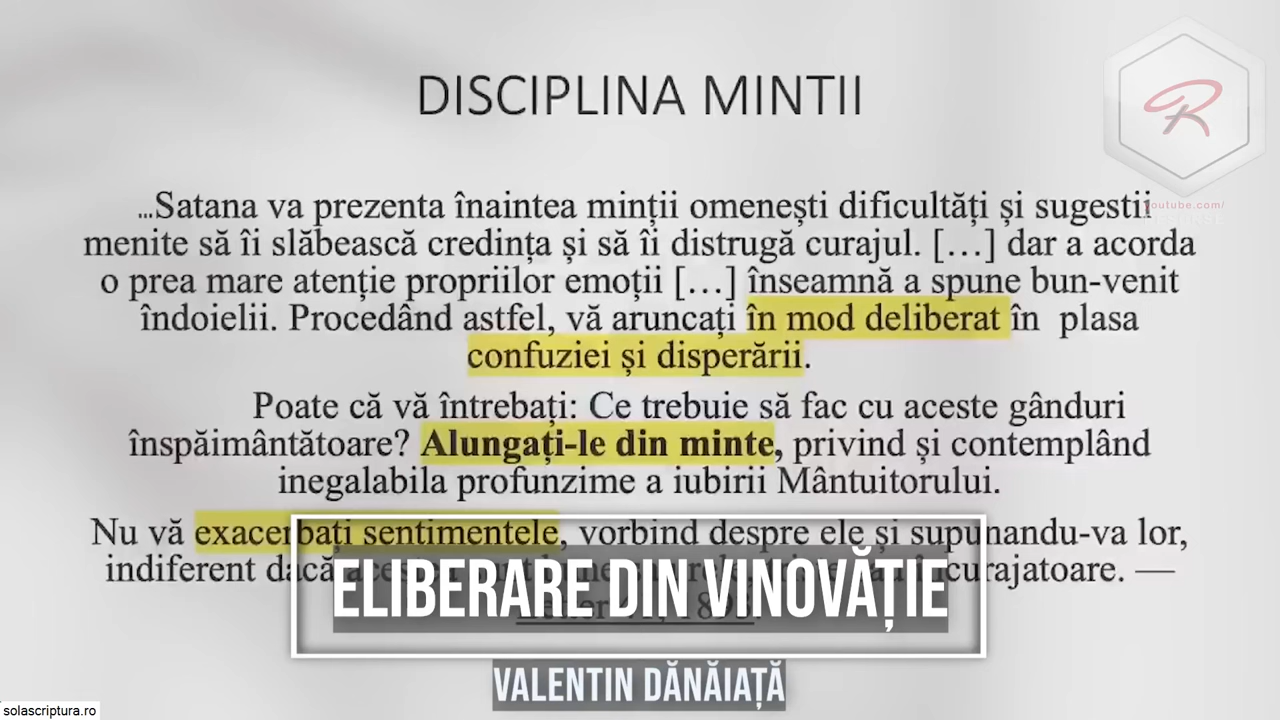 DISCIPLINA MINTII
...Satana va prezenta înaintea minții omenești dificultăți și sugestii
menite să îi slăbească credința și să îi distrugă curajul. […] dar a acorda
o prea mare atenție propriilor emoții […] înseamnă a spune bun-venit
îndoielii. Procedând astfel, vă aruncați în mod deliberat în plasa
confuziei și disperării.
Poate că vă întrebați: Ce trebuie să fac cu aceste gânduri
înspăimântătoare? Alungați-le din minte, privind și contemplând
inegalabila profunzime a iubirii Mântuitorului.
Nu vă exacerbați sentimentele, vorbind despre ele și supunandu-va lor,
indiferent dacă
curajatoare. —
ELIBERARE DIN VINOVĂȚIE
VALENTIN DĂNĂIAȚĂ
solascriptura.ro
R
youtube.com/